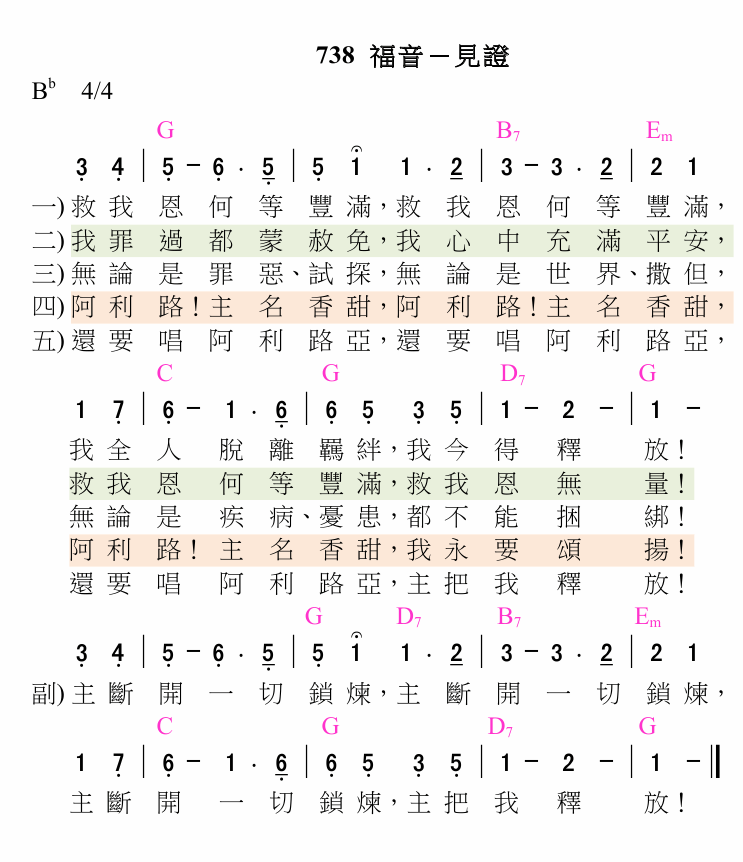 738 福音－見證
B♭ 4/4
G B7 Em
3 4 | 5 – 6 . 5 | 5 1 1 . 2 | 3 – 3 . 2 | 2 1
一) 救我恩何等豐滿，救我恩何等豐滿，
二) 我罪過都蒙赦免，我心中充滿平安，
三) 無論是罪惡、試探，無論是世界、撒但，
四) 阿利路！主名香甜，阿利路！主名香甜，
五) 還要唱阿利路亞，還要唱阿利路亞，
C G D7 G
1 7 | 6 – 1 . 6 | 6 5 3 5 | 1 – 2 – | 1 –
我全人脫離羈絆，我今得釋放！
救我恩何等豐滿，救我恩無量！
無論是疾病、憂患，都不能捆綁！
阿利路！主名香甜，我永要頌揚！
還要唱阿利路亞，主把我釋放！
G D7 B7 Em
3 4 | 5 – 6 . 5 | 5 1 1 . 2 | 3 – 3 . 2 | 2 1
副) 主斷開一切鎖煉，主斷開一切鎖煉，
C G D7 G
1 7 | 6 – 1 . 6 | 6 5 3 5 | 1 – 2 – | 1 – ‖
主斷開一切鎖煉，主把我釋放！